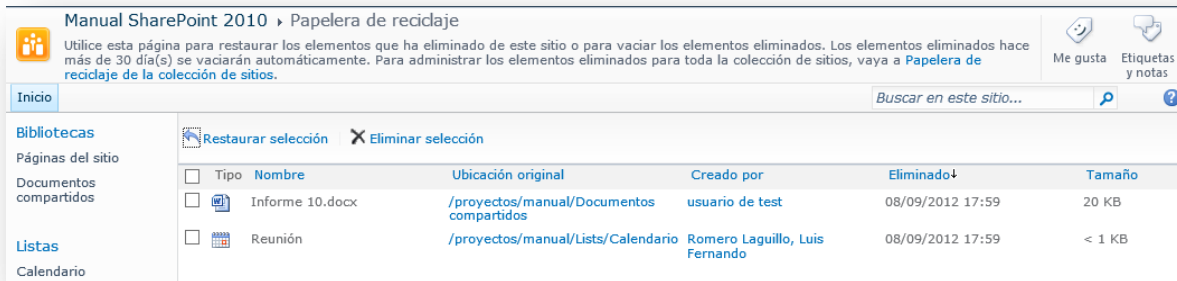 Manual SharePoint 2010 ▸ Papelera de reciclaje
Utilice esta página para restaurar los elementos que ha eliminado de este sitio o para vaciar los elementos eliminados. Los elementos eliminados hace
más de 30 día(s) se vaciarán automáticamente. Para administrar los elementos eliminados para toda la colección de sitios, vaya a Papelera de
reciclaje de la colección de sitios.
Me gusta
Etiquetas
y notas
Inicio
Buscar en este sitio...
Bibliotecas
Páginas del sitio
Documentos
compartidos
Listas
Calendario
Restaurar selección
Eliminar selección
Tipo Nombre Ubicación original Creado por Eliminado↓ Tamaño
Informe 10.docx /proyectos/manual/Documentos usuario de test 08/09/2012 17:59 20 KB
compartidos
Reunión /proyectos/manual/Lists/Calendario Romero Laguillo, Luis 08/09/2012 17:59 < 1 KB
Fernando